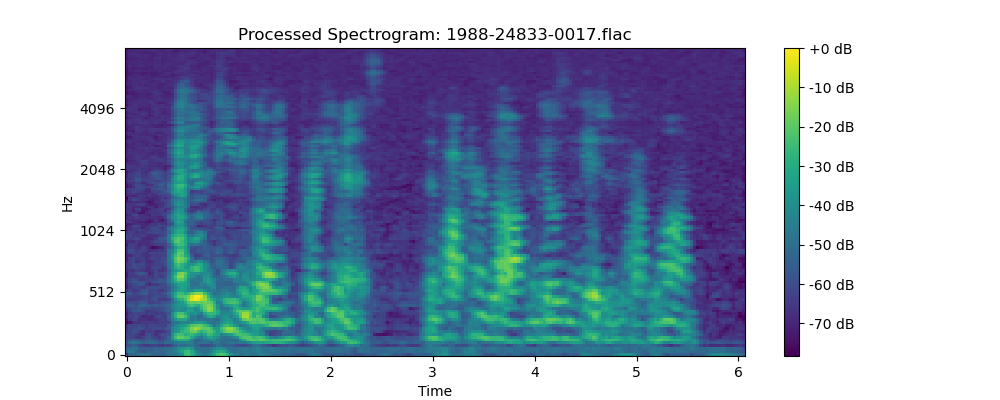 Processed Spectrogram: 1988-24833-0017.flac
Hz
4096
2048
1024
512
0
0 1 2 3 4 5 6
Time
+0 dB
-10 dB
-20 dB
-30 dB
-40 dB
-50 dB
-60 dB
-70 dB